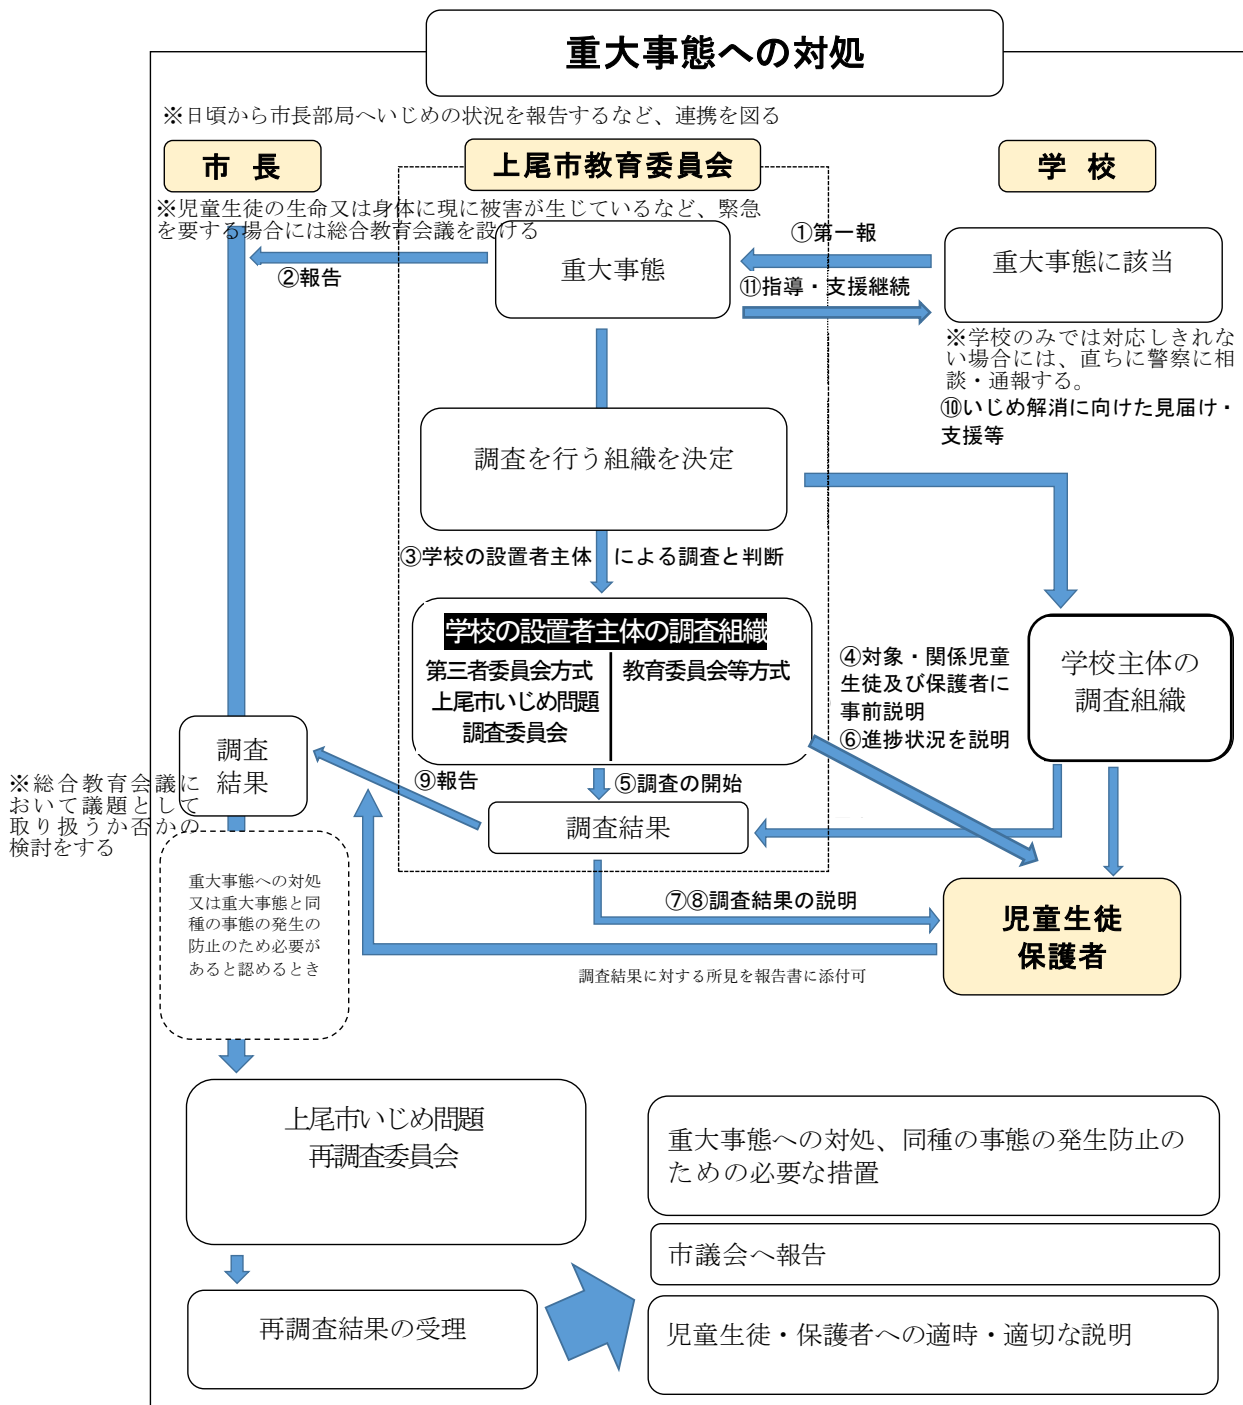 重大事態への対処
※日頃から市長部局へいじめの状況を報告するなど、連携を図る
市 長
上尾市教育委員会
学 校
※児童生徒の生命又は身体に現に被害が生じているなど、緊急
を要する場合には総合教育会議を設ける
①第一報
②報告
重大事態
重大事態に該当
⑪指導・支援継続
※学校のみでは対応しきれな
い場合には、直ちに警察に相
談・通報する。
⑩いじめ解消に向けた見届け・
支援等
調査を行う組織を決定
③学校の設置者主体 による調査と判断
学校の設置者主体の調査組織
第三者委員会方式
上尾市いじめ問題
調査委員会
教育委員会等方式
④対象・関係児童
生徒及び保護者に
事前説明
⑥進捗状況を説明
学校主体の
調査組織
調査
結果
⑨報告
⑤調査の開始
※総合教育会議に
おいて議題として
取り扱うか否かの
検討をする
調査結果
重大事態への対処
又は重大事態と同
種の事態の発生の
防止のため必要が
あると認めるとき
⑦⑧調査結果の説明
児童生徒
保護者
調査結果に対する所見を報告書に添付可
上尾市いじめ問題
再調査委員会
重大事態への対処、同種の事態の発生防止の
ための必要な措置
市議会へ報告
再調査結果の受理
児童生徒・保護者への適時・適切な説明